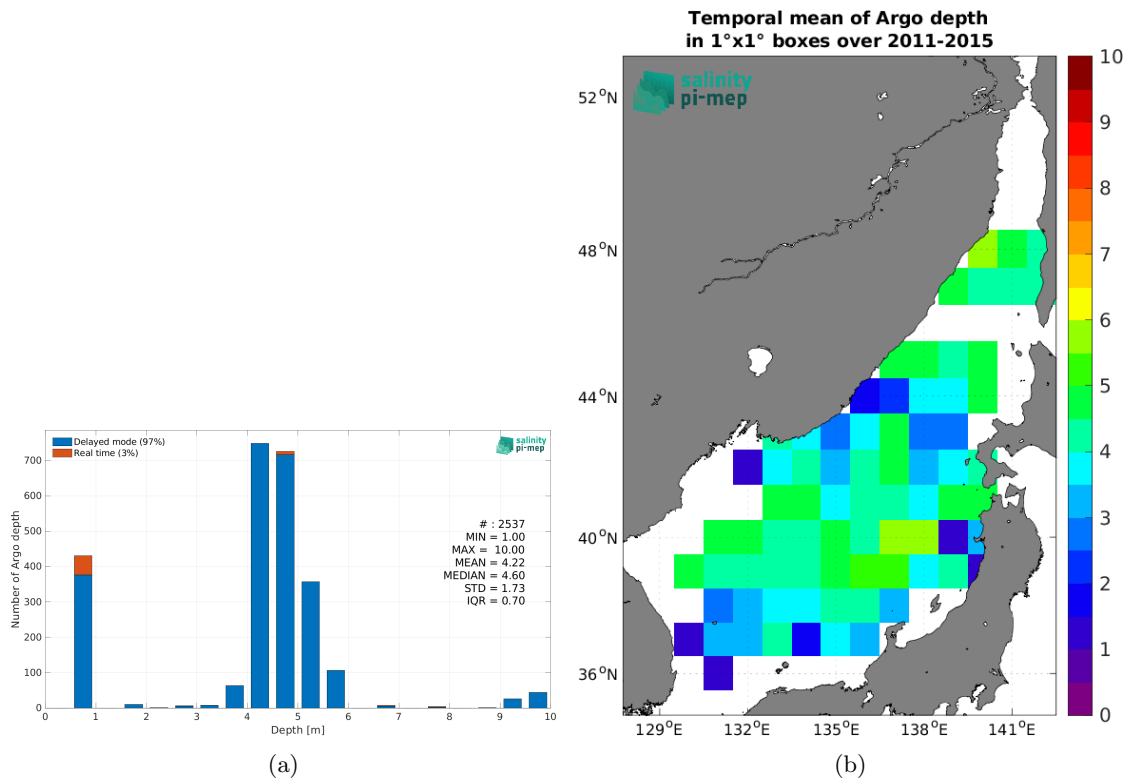 Temporal mean of Argo depth
in 1°x1° boxes over 2011-2015
salinity
pi-mep
52°N
48°N
44°N
40°N
36°N
129°E
132°E
135°E
138°E
141°E
10
9
8
7
6
5
4
3
2
1
0
(b)
Delayed mode (97%)
Real time (3%)
salinity
pi-mep
# : 2537
MIN = 1.00
MAX = 10.00
MEAN = 4.22
MEDIAN = 4.60
STD = 1.73
IQR = 0.70
Number of Argo depth
700
600
500
400
300
200
100
0
0 1 2 3 4 5 6 7 8 9 10
Depth [m]
(a)